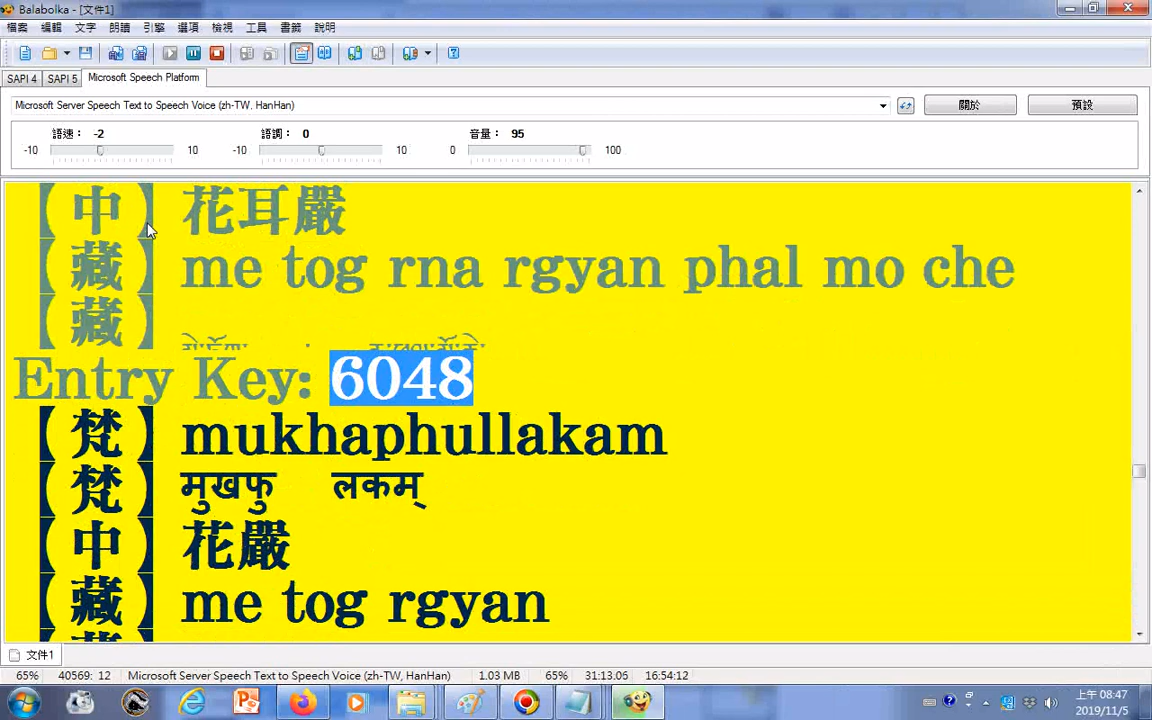 Balabolka - [文件1]
檔案 編輯 文字 朗讀 引擎 選項 檢視 工具 書籤 說明
SAPI 4 SAPI 5 Microsoft Speech Platform
Microsoft Server Speech Text to Speech Voice (zh-TW, HanHan) 關於 預設
語速： -2 語調： 0 音量： 95
-10 10 -10 10 0 100
【中】花耳嚴
【藏】me tog rna rgyan phal mo che
【藏】
Entry Key: 6048
【梵】mukhaphullakam
【梵】मुखफु लकम्
【中】花嚴
【藏】me tog rgyan
文件1
65% 40569: 12 Microsoft Server Speech Text to Speech Voice (zh-TW, HanHan) 1.03 MB 65% 31:13:06 16:54:12
上午 08:47
2019/11/5